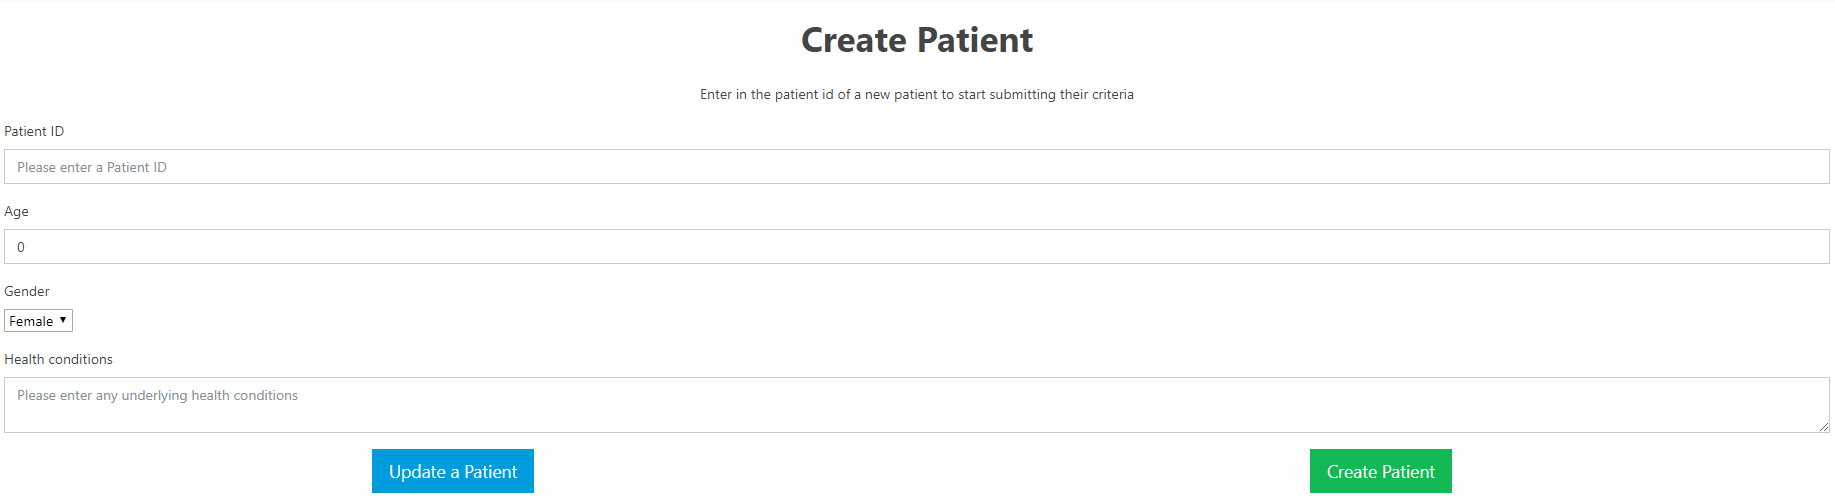 Create Patient
Enter in the patient id of a new patient to start submitting their criteria
Patient ID
Please enter a Patient ID
Age
0
Gender
Female
Health conditions
Please enter any underlying health conditions
Update a Patient
Create Patient